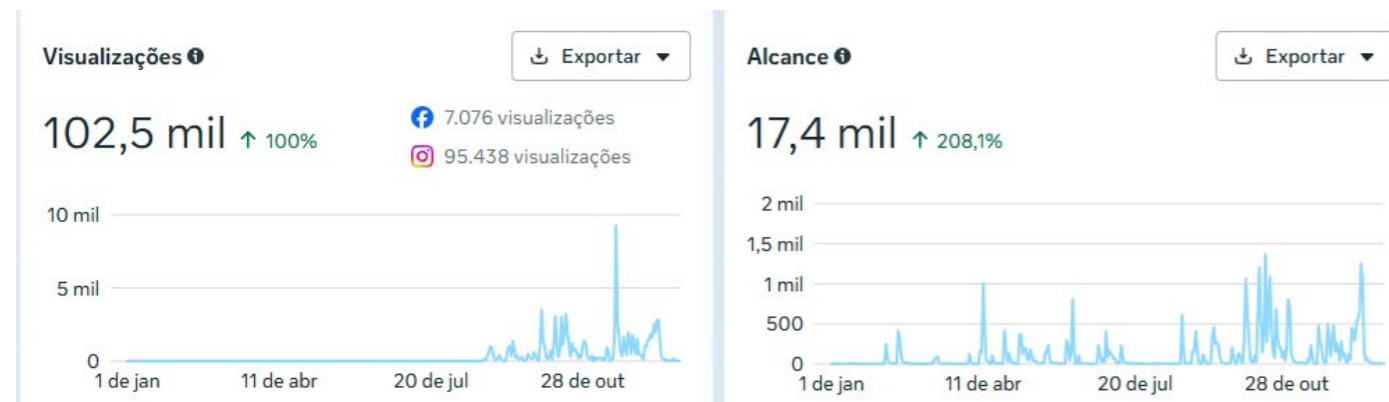 Visualizações
Exportar
102,5 mil ↑ 100%
7.076 visualizações
95.438 visualizações
10 mil
5 mil
0
1 de jan 11 de abr 20 de jul 28 de out
Alcance
Exportar
17,4 mil ↑ 208,1%
2 mil
1,5 mil
1 mil
500
0
1 de jan 11 de abr 20 de jul 28 de out